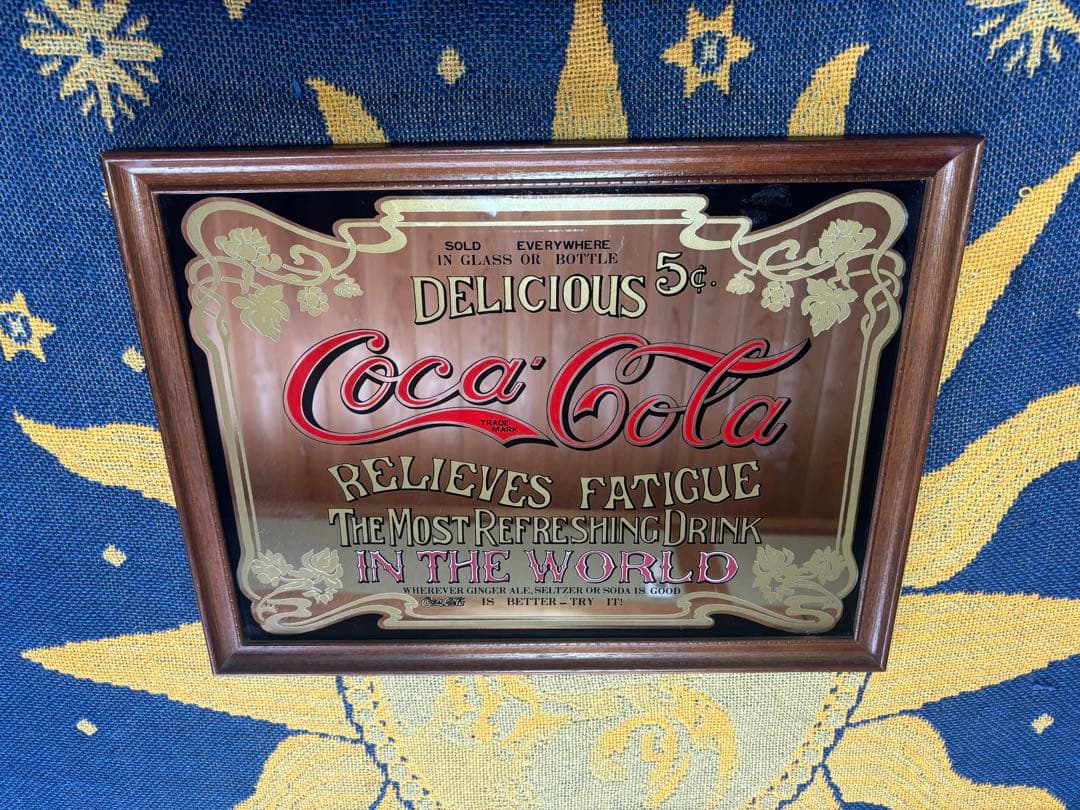 SOLD EVERYWHERE
IN GLASS OR BOTTLE
DELICIOUS 5¢.
Coca-Cola
TRADE MARK
RELIEVES FATIGUE
THE MOST REFRESHING DRINK
IN THE WORLD
WHEREVER GINGER ALE, SELTZER OR SODA IS GOOD
Coca-Cola IS BETTER - TRY IT!